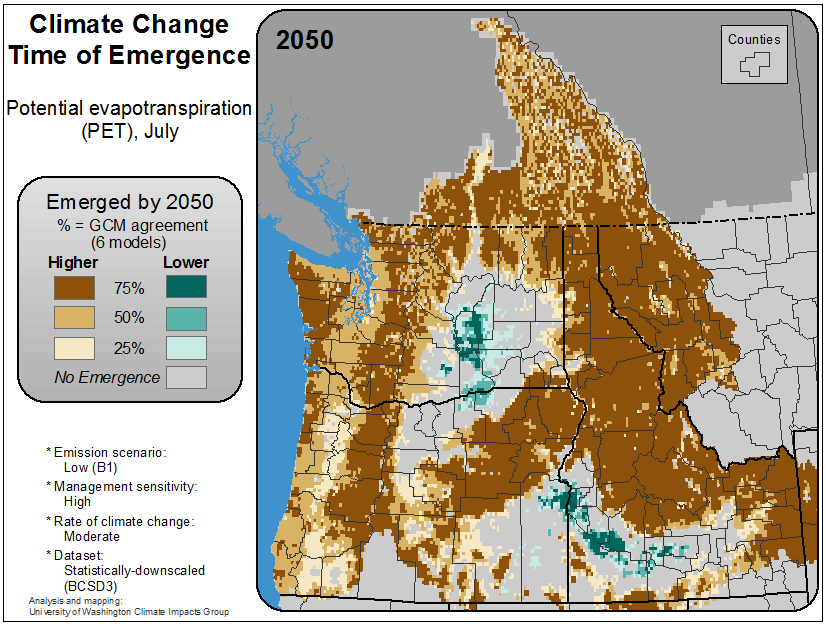 Climate Change
Time of Emergence
Potential evapotranspiration
(PET), July
Emerged by 2050
% = GCM agreement
(6 models)
Higher
Lower
75%
50%
25%
No Emergence
* Emission scenario:
Low (B1)
* Management sensitivity:
High
* Rate of climate change:
Moderate
* Dataset:
Statistically-downscaled
(BCSD3)
Analysis and mapping:
University of Washington Climate Impacts Group
2050
Counties